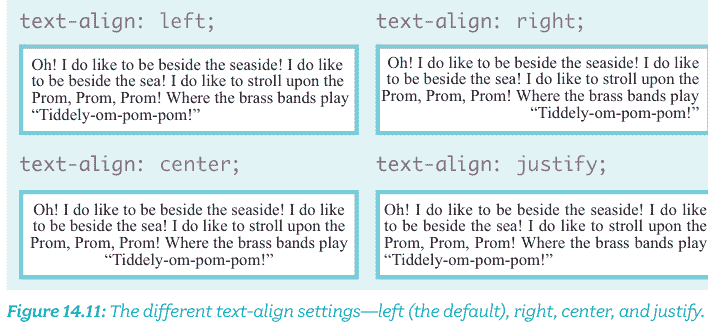 text-align: left;
Oh! I do like to be beside the seaside! I do like
to be beside the sea! I do like to stroll upon the
Prom, Prom, Prom! Where the brass bands play
“Tiddely-om-pom-pom!”
text-align: right;
Oh! I do like to be beside the seaside! I do like
to be beside the sea! I do like to stroll upon the
Prom, Prom, Prom! Where the brass bands play
“Tiddely-om-pom-pom!”
text-align: center;
Oh! I do like to be beside the seaside! I do like
to be beside the sea! I do like to stroll upon the
Prom, Prom, Prom! Where the brass bands play
“Tiddely-om-pom-pom!”
text-align: justify;
Oh! I do like to be beside the seaside! I do like
to be beside the sea! I do like to stroll upon the
Prom, Prom, Prom! Where the brass bands play
“Tiddely-om-pom-pom!”
Figure 14.11: The different text-align settings—left (the default), right, center, and justify.